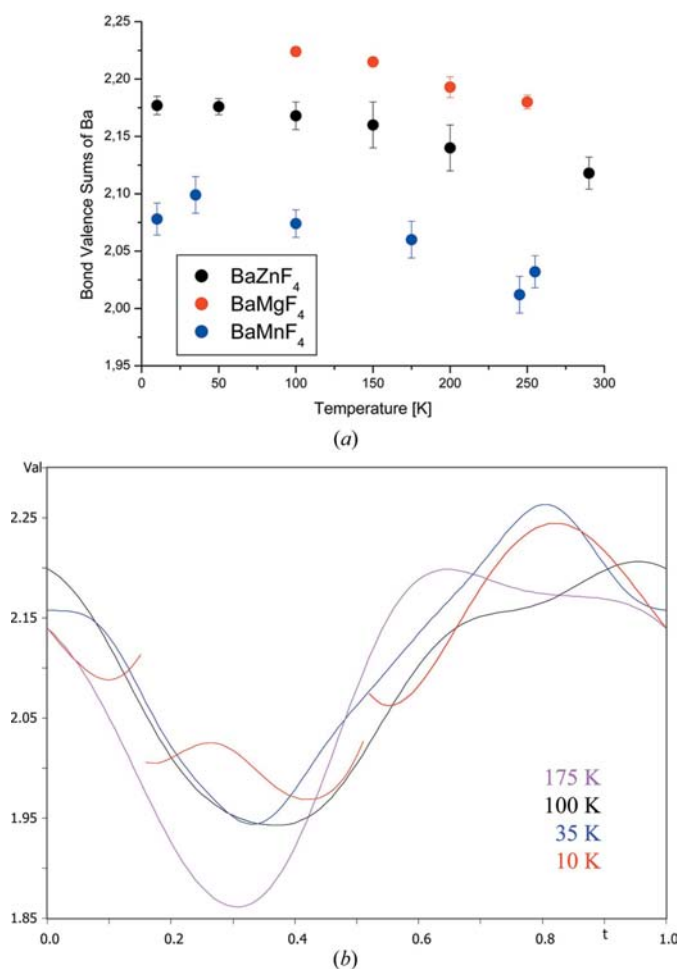 2,25
2,20
2,15
2,10
2,05
2,00
1,95
Bond Valence Sums of Ba
BaZnF4
BaMgF4
BaMnF4
0 50 100 150 200 250 300
Temperature [K]
(a)
Val
2.25
2.15
2.05
1.95
1.85
175 K
100 K
35 K
10 K
0.0 0.2 0.4 0.6 0.8 t 1.0
(b)